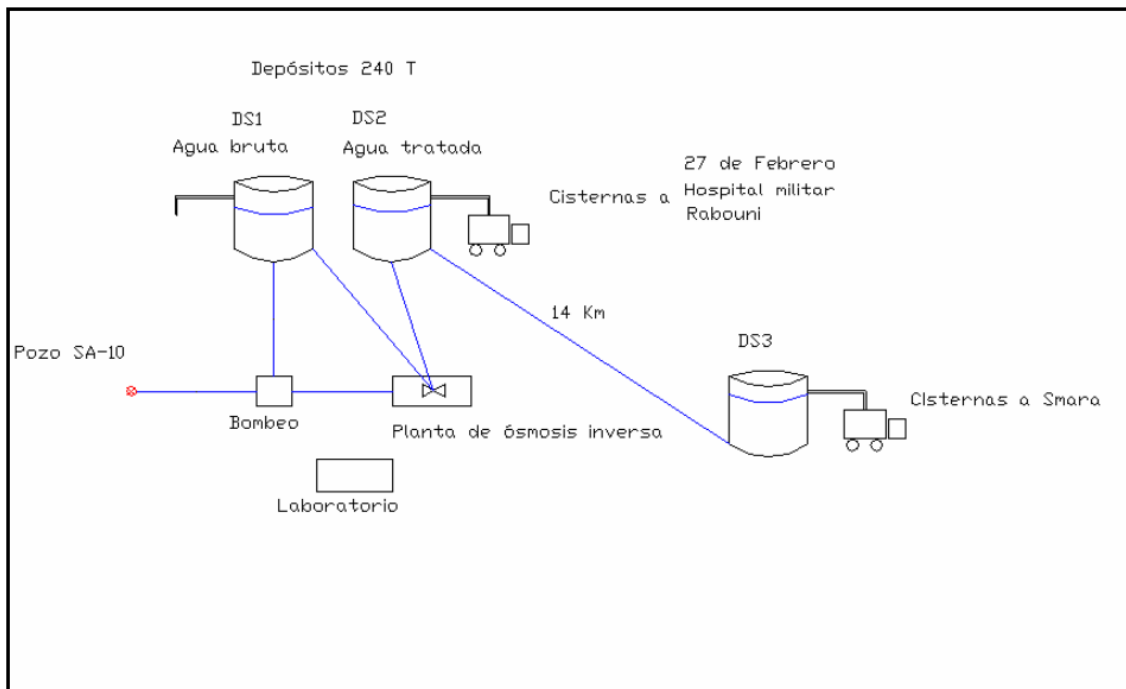 Depósitos 240 T
DS1
Agua bruta
DS2
Agua tratada
27 de Febrero
Cisternas a Hospital militar
Rabouni
14 Km
Pozo SA-10
DS3
Bombeo
Planta de ósmosis inversa
Cisternas a Smara
Laboratorio